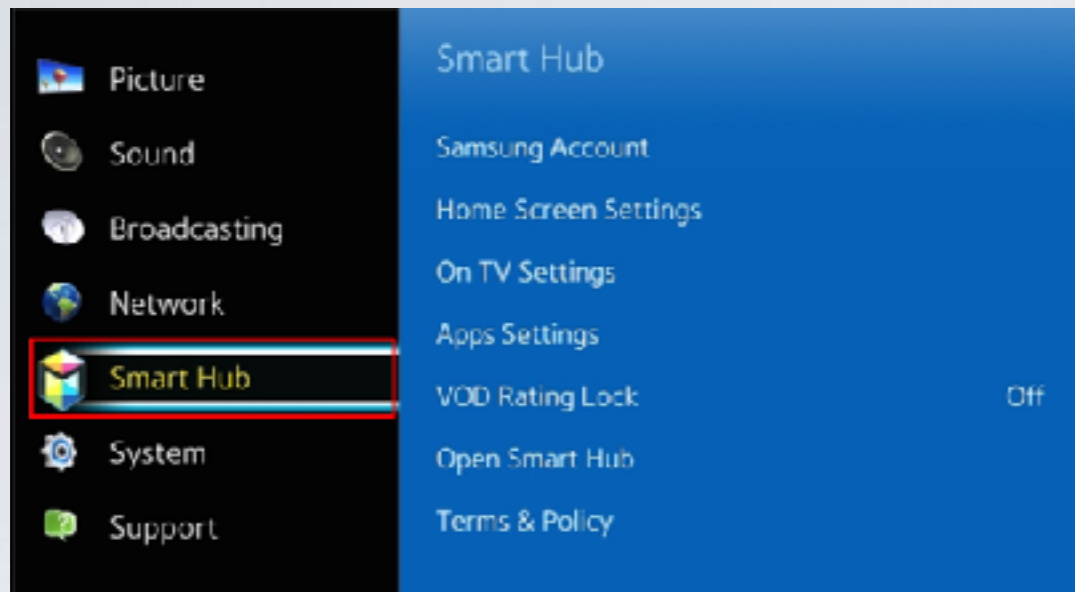 Picture
Sound
Broadcasting
Network
Smart Hub
System
Support
Smart Hub
Samsung Account
Home Screen Settings
On TV Settings
Apps Settings
VOD Rating Lock Off
Open Smart Hub
Terms & Policy